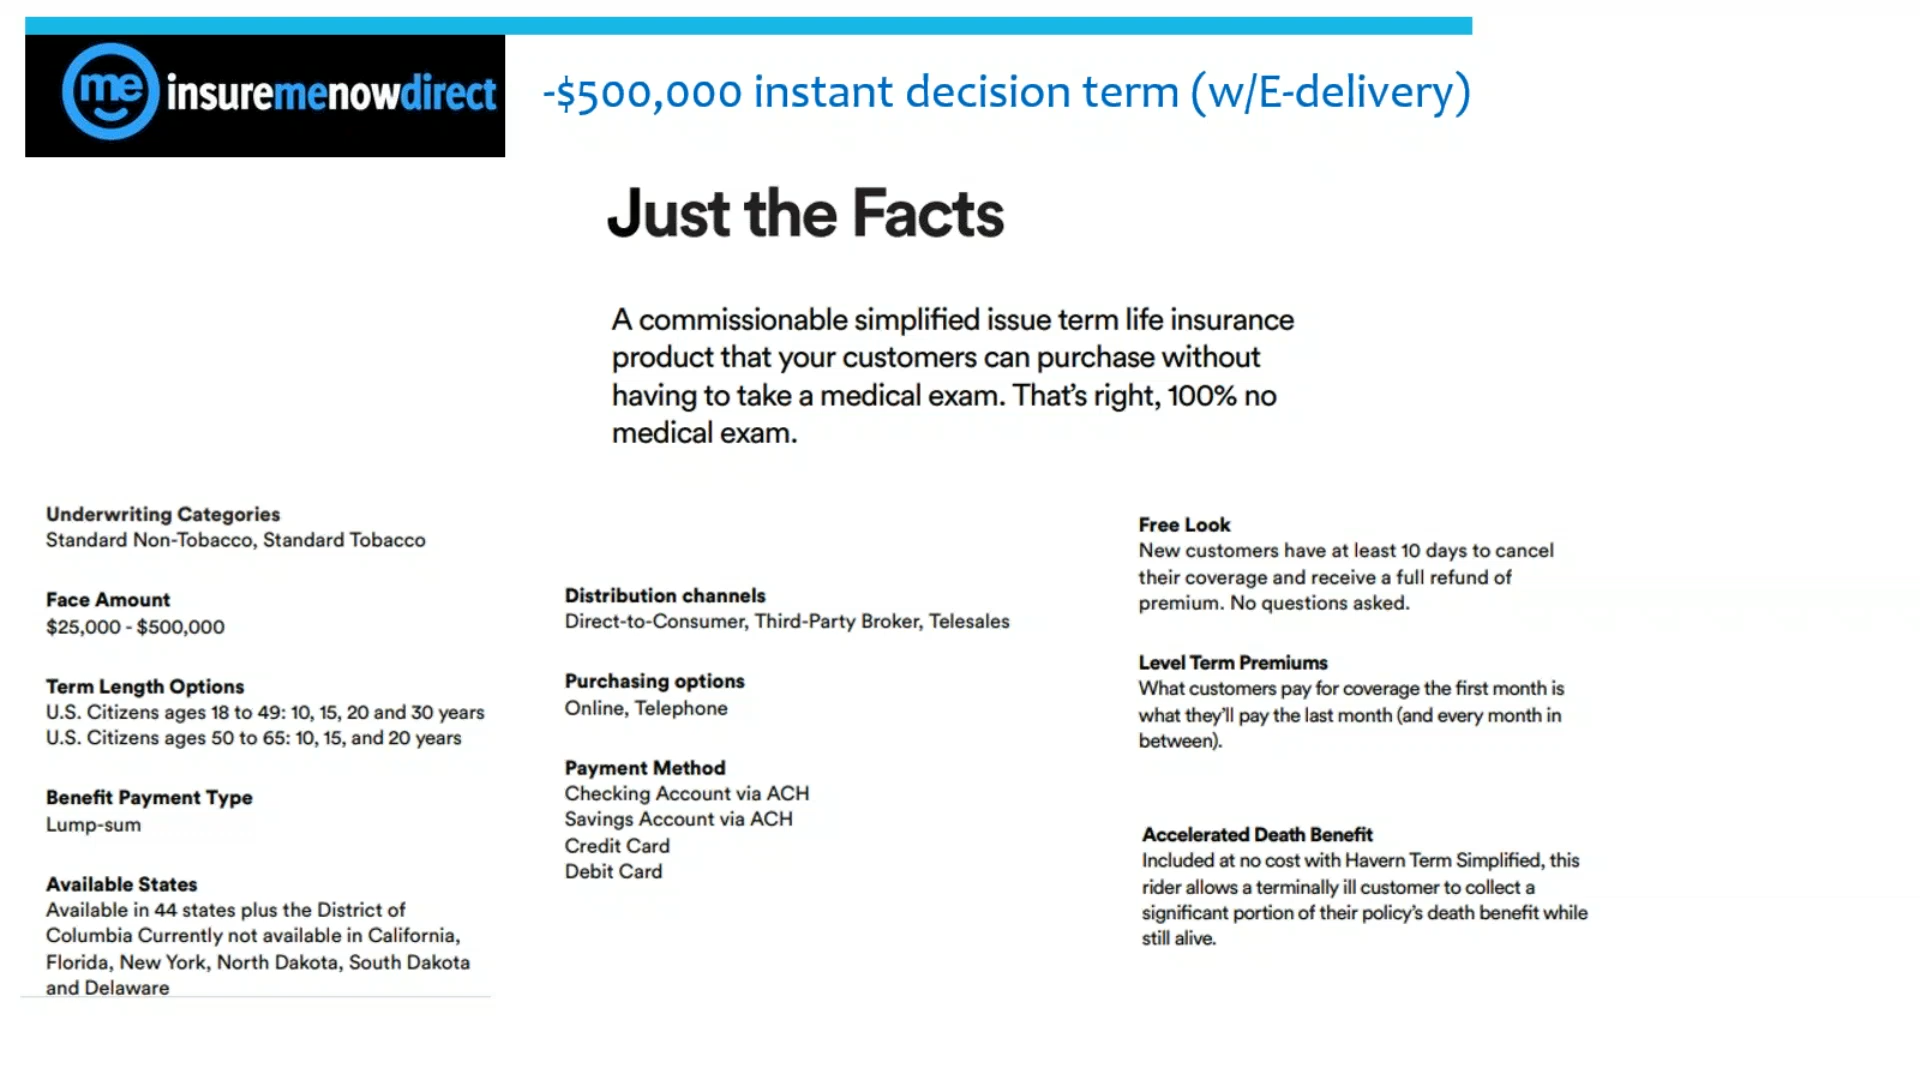 me insuremenowdirect
-$500,000 instant decision term (w/E-delivery)
Just the Facts
A commissionable simplified issue term life insurance
product that your customers can purchase without
having to take a medical exam. That's right, 100% no
medical exam.
Underwriting Categories
Standard Non-Tobacco, Standard Tobacco
Face Amount
$25,000 - $500,000
Term Length Options
U.S. Citizens ages 18 to 49: 10, 15, 20 and 30 years
U.S. Citizens ages 50 to 65: 10, 15, and 20 years
Benefit Payment Type
Lump-sum
Available States
Available in 44 states plus the District of
Columbia Currently not available in California,
Florida, New York, North Dakota, South Dakota
and Delaware
Distribution channels
Direct-to-Consumer, Third-Party Broker, Telesales
Purchasing options
Online, Telephone
Payment Method
Checking Account via ACH
Savings Account via ACH
Credit Card
Debit Card
Free Look
New customers have at least 10 days to cancel
their coverage and receive a full refund of
premium. No questions asked.
Level Term Premiums
What customers pay for coverage the first month is
what they'll pay the last month (and every month in
between).
Accelerated Death Benefit
Included at no cost with Havern Term Simplified, this
rider allows a terminally ill customer to collect a
significant portion of their policy's death benefit while
still alive.